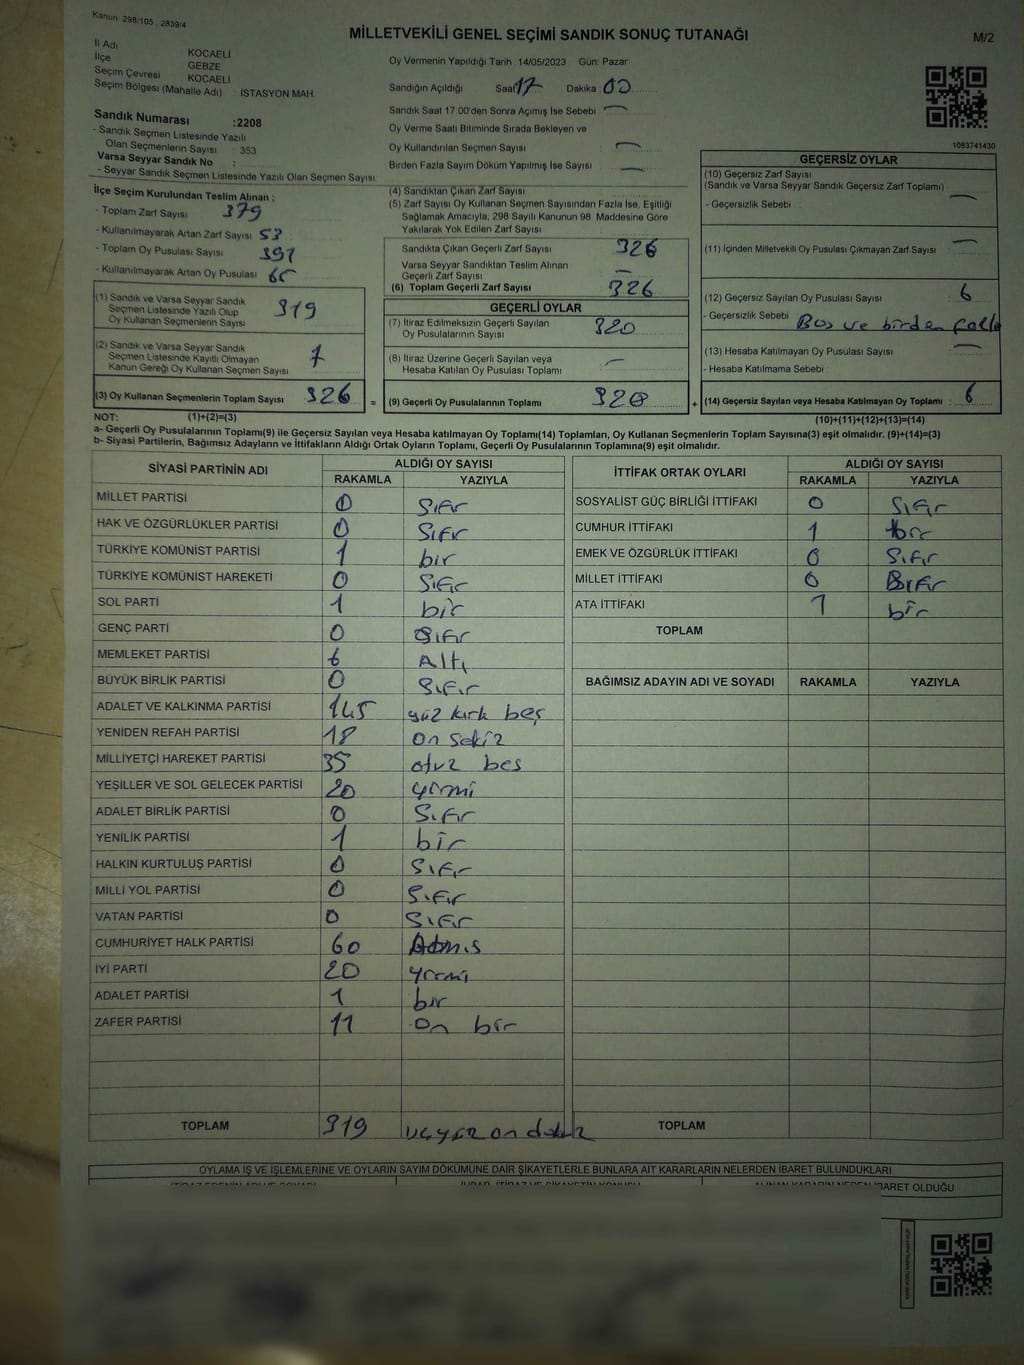 Kanun 298/105 , 2839/4
MİLLETVEKİLİ GENEL SEÇİMİ SANDIK SONUÇ TUTANAĞI
M/2
İl Adı KOCAELİ
İlçe GEBZE
Seçim Çevresi KOCAELİ
Seçim Bölgesi (Mahalle Adı) : İSTASYON MAH.
Sandık Numarası :2208
- Sandık Seçmen Listesinde Yazılı
Olan Seçmenlerin Sayısı : 353
Varsa Seyyar Sandık No :
- Seyyar Sandık Seçmen Listesinde Yazılı Olan Seçmen Sayısı
İlçe Seçim Kurulundan Teslim Alınan ;
- Toplam Zarf Sayısı 379
- Kullanılmayarak Artan Zarf Sayısı 53
- Toplam Oy Pusulası Sayısı 391
- Kullanılmayarak Artan Oy Pusulası 65
(1) Sandık ve Varsa Seyyar Sandık
Seçmen Listesinde Yazılı Olup
Oy Kullanan Seçmenlerin Sayısı 319
(2) Sandık ve Varsa Seyyar Sandık
Seçmen Listesinde Kayıtlı Olmayan
Kanun Gereği Oy Kullanan Seçmen Sayısı 7
(3) Oy Kullanan Seçmenlerin Toplam Sayısı : 326 =
Oy Vermenin Yapıldığı Tarih 14/05/2023 Gün: Pazar
Sandığın Açıldığı Saat 17 Dakika : 00
Sandık Saat 17:00'den Sonra Açımış İse Sebebi —
Oy Verme Saati Bitiminde Sırada Bekleyen ve
Oy Kullandırılan Seçmen Sayısı : —
Birden Fazla Sayım Döküm Yapılmış İse Sayısı : —
(4) Sandıktan Çıkan Zarf Sayısı :
(5) Zarf Sayısı Oy Kullanan Seçmen Sayısından Fazla İse, Eşitliği
Sağlamak Amacıyla; 298 Sayılı Kanunun 98. Maddesine Göre
Yakılarak Yok Edilen Zarf Sayısı :
Sandıkta Çıkan Geçerli Zarf Sayısı 326
Varsa Seyyar Sandıktan Teslim Alınan
Geçerli Zarf Sayısı : —
(6) Toplam Geçerli Zarf Sayısı : 326
GEÇERLİ OYLAR
(7) İtiraz Edilmeksizin Geçerli Sayılan
Oy Pusulalarının Sayısı : 320
(8) İtiraz Üzerine Geçerli Sayılan veya
Hesaba Katılan Oy Pusulası Toplamı : —
(9) Geçerli Oy Pusulalarının Toplamı : 320 +
1083741430
GEÇERSİZ OYLAR
(10) Geçersiz Zarf Sayısı
(Sandık ve Varsa Seyyar Sandık Geçersiz Zarf Toplamı) : —
- Geçersizlik Sebebi :
(11) İçinden Milletvekili Oy Pusulası Çıkmayan Zarf Sayısı : —
(12) Geçersiz Sayılan Oy Pusulası Sayısı : 6
- Geçersizlik Sebebi : Boş ve birden fazla
(13) Hesaba Katılmayan Oy Pusulası Sayısı : —
- Hesaba Katılmama Sebebi :
(14) Geçersiz Sayılan veya Hesaba Katılmayan Oy Toplamı : 6
NOT: (1)+(2)=(3) (10)+(11)+(12)+(13)=(14)
a- Geçerli Oy Pusulalarının Toplamı(9) ile Geçersiz Sayılan veya Hesaba katılmayan Oy Toplamı(14) Toplamları, Oy Kullanan Seçmenlerin Toplam Sayısına(3) eşit olmalıdır. (9)+(14)=(3)
b- Siyasi Partilerin, Bağımsız Adayların ve İttifakların Aldığı Ortak Oyların Toplamı, Geçerli Oy Pusulalarının Toplamına(9) eşit olmalıdır.
SİYASİ PARTİNİN ADI ALDIĞI OY SAYISI
RAKAMLA YAZIYLA
MİLLET PARTİSİ 0 Sıfır
HAK VE ÖZGÜRLÜKLER PARTİSİ 0 Sıfır
TÜRKİYE KOMÜNİST PARTİSİ 1 bir
TÜRKİYE KOMÜNİST HAREKETİ 0 Sıfır
SOL PARTİ 1 bir
GENÇ PARTİ 0 Sıfır
MEMLEKET PARTİSİ 6 Altı
BÜYÜK BİRLİK PARTİSİ 0 Sıfır
ADALET VE KALKINMA PARTİSİ 145 yüz kırk beş
YENİDEN REFAH PARTİSİ 18 on sekiz
MİLLİYETÇİ HAREKET PARTİSİ 35 otuz beş
YEŞİLLER VE SOL GELECEK PARTİSİ 20 yirmi
ADALET BİRLİK PARTİSİ 0 Sıfır
YENİLİK PARTİSİ 1 bir
HALKIN KURTULUŞ PARTİSİ 0 Sıfır
MİLLİ YOL PARTİSİ 0 Sıfır
VATAN PARTİSİ 0 Sıfır
CUMHURİYET HALK PARTİSİ 60 Atmış
İYİ PARTİ 20 yirmi
ADALET PARTİSİ 1 bir
ZAFER PARTİSİ 11 on bir
TOPLAM 319 üçyüz on dokuz
İTTİFAK ORTAK OYLARI ALDIĞI OY SAYISI
RAKAMLA YAZIYLA
SOSYALİST GÜÇ BİRLİĞİ İTTİFAKI 0 Sıfır
CUMHUR İTTİFAKI 1 bir
EMEK VE ÖZGÜRLÜK İTTİFAKI 0 Sıfır
MİLLET İTTİFAKI 0 Sıfır
ATA İTTİFAKI 1 bir
TOPLAM
BAĞIMSIZ ADAYIN ADI VE SOYADI RAKAMLA YAZIYLA
TOPLAM
OYLAMA İŞ VE İŞLEMLERİNE VE OYLARIN SAYIM DÖKÜMÜNE DAİR ŞİKAYETLERLE BUNLARA AİT KARARLARIN NELERDEN İBARET BULUNDUKLARI
İTİRAZ EDENİN ADI VE SOYADI İHBAR, İTİRAZ VE ŞİKAYETİN KONUSU ALINAN KARARIN NEDEN İBARET OLDUĞU